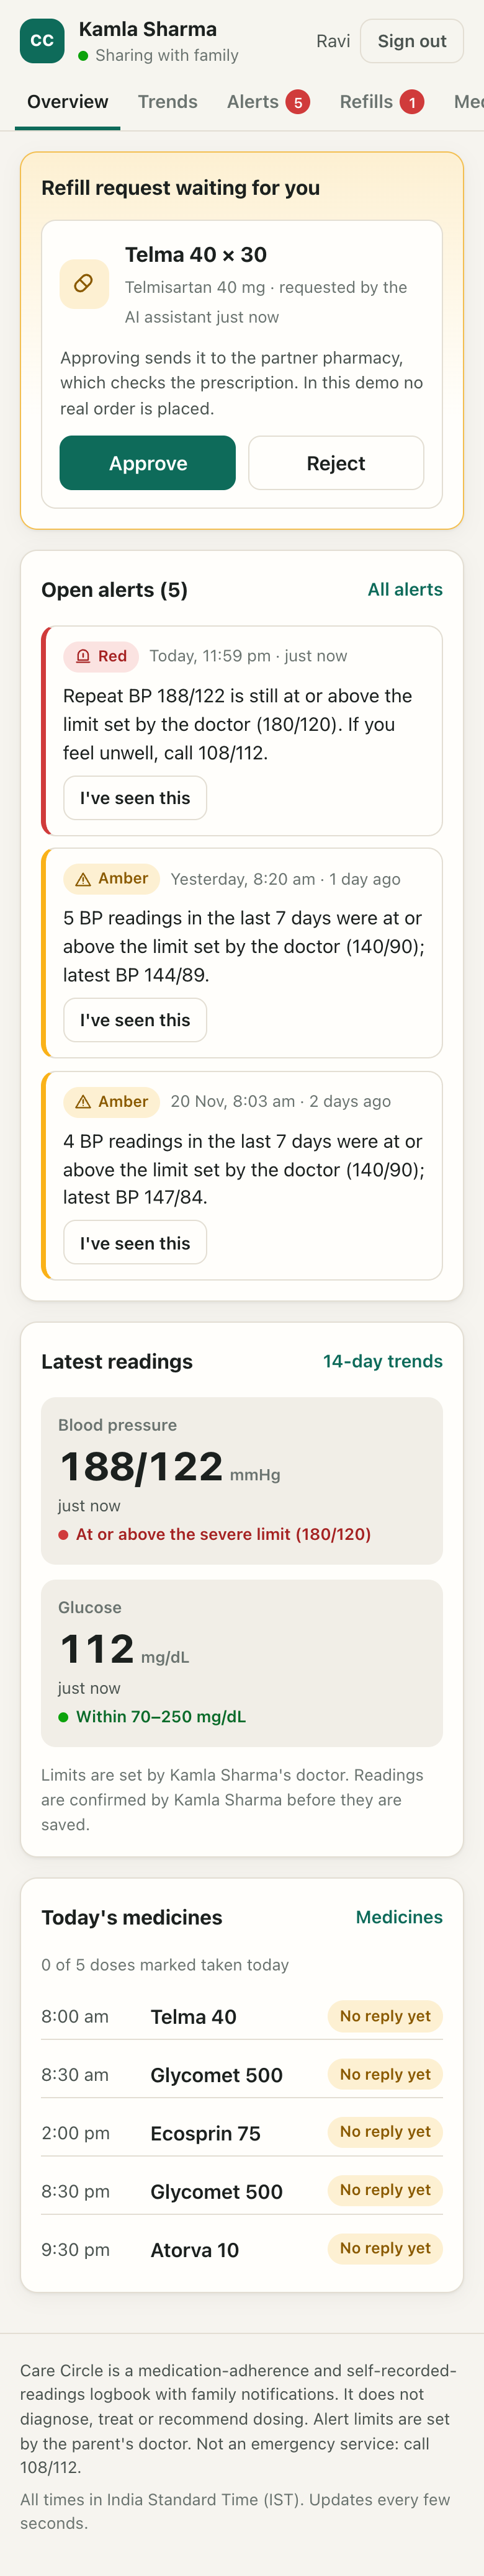 CC
Kamla Sharma
Sharing with family
Ravi
Sign out
Overview
Trends
Alerts 5
Refills 1
Refill request waiting for you
Telma 40 × 30
Telmisartan 40 mg · requested by the
AI assistant just now
Approving sends it to the partner pharmacy,
which checks the prescription. In this demo no
real order is placed.
Approve
Reject
Open alerts (5)
All alerts
Red
Today, 11:59 pm · just now
Repeat BP 188/122 is still at or above the
limit set by the doctor (180/120). If you
feel unwell, call 108/112.
I've seen this
Amber
Yesterday, 8:20 am · 1 day ago
5 BP readings in the last 7 days were at or
above the limit set by the doctor (140/90);
latest BP 144/89.
I've seen this
Amber
20 Nov, 8:03 am · 2 days ago
4 BP readings in the last 7 days were at or
above the limit set by the doctor (140/90);
latest BP 147/84.
I've seen this
Latest readings
14-day trends
Blood pressure
188/122 mmHg
just now
At or above the severe limit (180/120)
Glucose
112 mg/dL
just now
Within 70–250 mg/dL
Limits are set by Kamla Sharma's doctor. Readings
are confirmed by Kamla Sharma before they are
saved.
Today's medicines
Medicines
0 of 5 doses marked taken today
8:00 am Telma 40 No reply yet
8:30 am Glycomet 500 No reply yet
2:00 pm Ecosprin 75 No reply yet
8:30 pm Glycomet 500 No reply yet
9:30 pm Atorva 10 No reply yet
Care Circle is a medication-adherence and self-recorded-
readings logbook with family notifications. It does not
diagnose, treat or recommend dosing. Alert limits are set
by the parent's doctor. Not an emergency service: call
108/112.
All times in India Standard Time (IST). Updates every few
seconds.